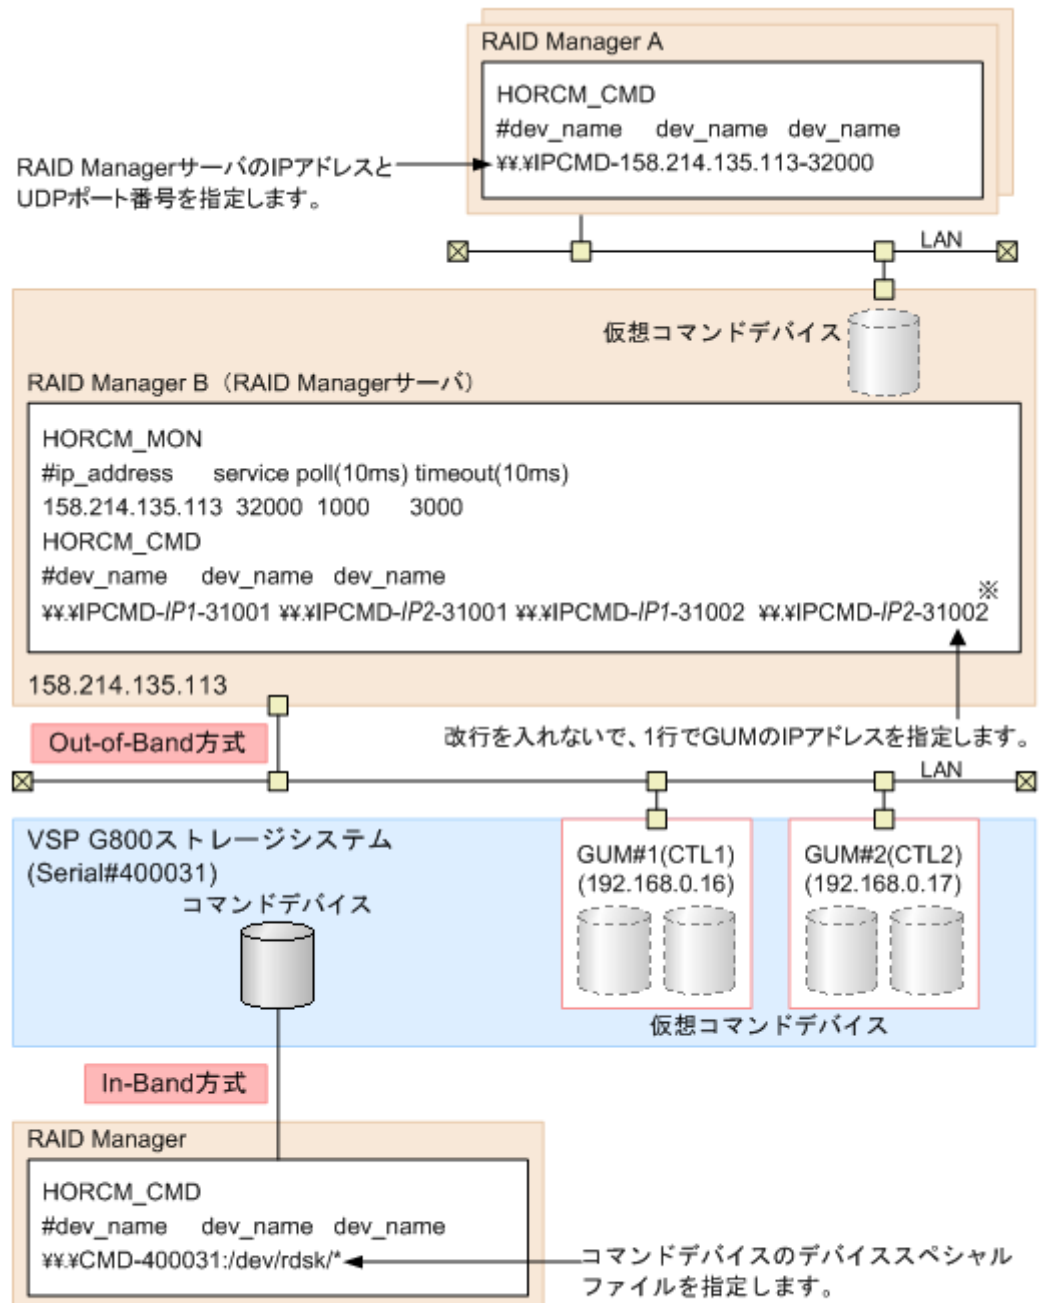 RAID Manager A
HORCM_CMD
#dev_name dev_name dev_name
¥¥.¥IPCMD-158.214.135.113-32000
RAID ManagerサーバのIPアドレスと
UDPポート番号を指定します。
LAN
仮想コマンドデバイス
RAID Manager B（RAID Managerサーバ）
HORCM_MON
#ip_address service poll(10ms) timeout(10ms)
158.214.135.113 32000 1000 3000
HORCM_CMD
#dev_name dev_name dev_name
※
¥¥.¥IPCMD-IP1-31001 ¥¥.¥IPCMD-IP2-31001 ¥¥.¥IPCMD-IP1-31002 ¥¥.¥IPCMD-IP2-31002
158.214.135.113
Out-of-Band方式
改行を入れないで、1行でGUMのIPアドレスを指定します。
LAN
VSP G800ストレージシステム
(Serial#400031)
コマンドデバイス
GUM#1(CTL1)
(192.168.0.16)
GUM#2(CTL2)
(192.168.0.17)
仮想コマンドデバイス
In-Band方式
RAID Manager
HORCM_CMD
#dev_name dev_name dev_name
¥¥.¥CMD-400031:/dev/rdsk/*
コマンドデバイスのデバイススペシャル
ファイルを指定します。